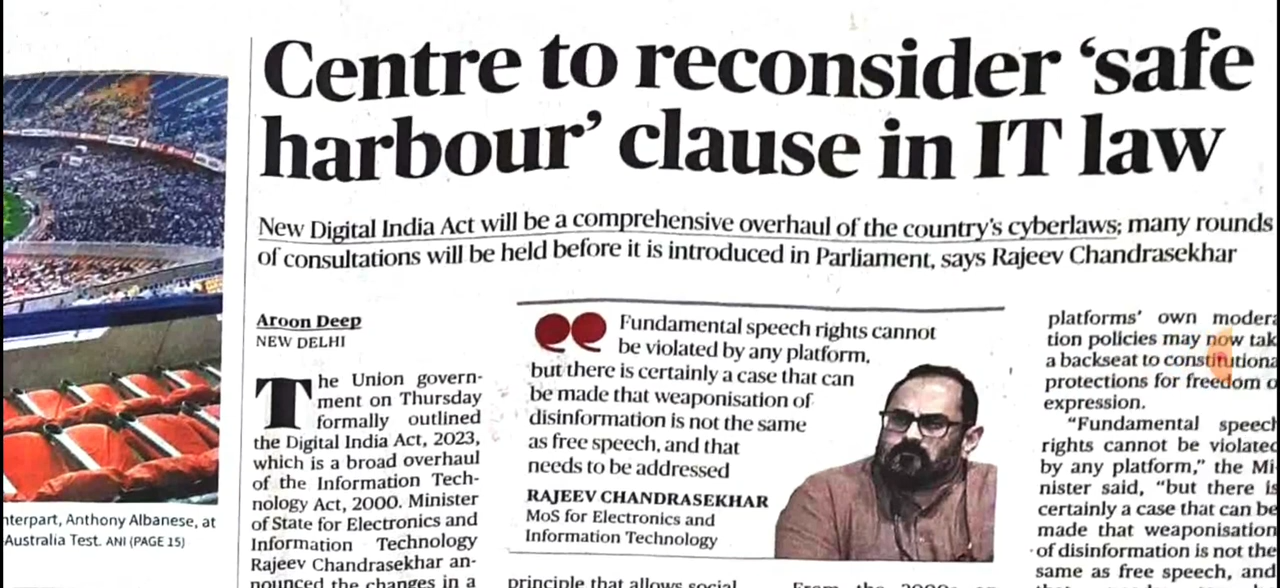 Centre to reconsider ‘safe
harbour’ clause in IT law
New Digital India Act will be a comprehensive overhaul of the country’s cyberlaws; many rounds
of consultations will be held before it is introduced in Parliament, says Rajeev Chandrasekhar
Aroon Deep
NEW DELHI
The Union govern-
ment on Thursday
formally outlined
the Digital India Act, 2023,
which is a broad overhaul
of the Information Tech-
nology Act, 2000. Minister
of State for Electronics and
Information Technology
Rajeev Chandrasekhar an-
nounced the changes in a
Fundamental speech rights cannot
be violated by any platform,
but there is certainly a case that can
be made that weaponisation of
disinformation is not the same
as free speech, and that
needs to be addressed
RAJEEV CHANDRASEKHAR
MoS for Electronics and
Information Technology
principle that allows social
platforms’ own modera
tion policies may now tak
a backseat to constitutiona
protections for freedom o
expression.
“Fundamental speech
rights cannot be violated
by any platform,” the Mi
nister said, “but there is
certainly a case that can be
made that weaponisation
of disinformation is not the
same as free speech, and
nterpart, Anthony Albanese, at
Australia Test. ANI (PAGE 15)